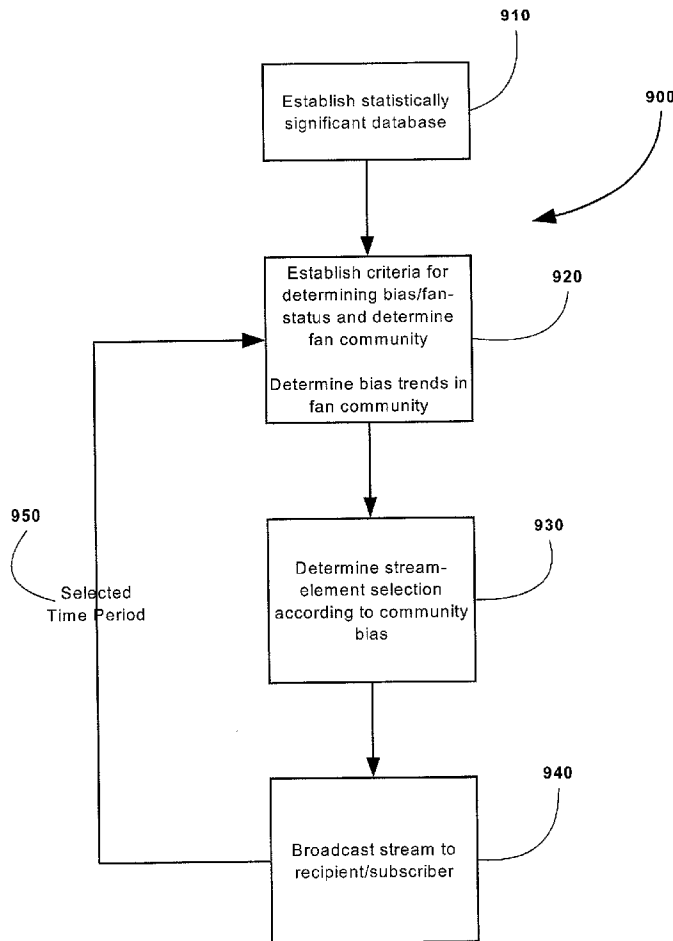 910
Establish statistically
significant database
900
Establish criteria for
determining bias/fan-
status and determine
fan community
Determine bias trends in
fan community
920
950
Selected
Time Period
930
Determine stream-
element selection
according to community
bias
940
Broadcast stream to
recipient/subscriber